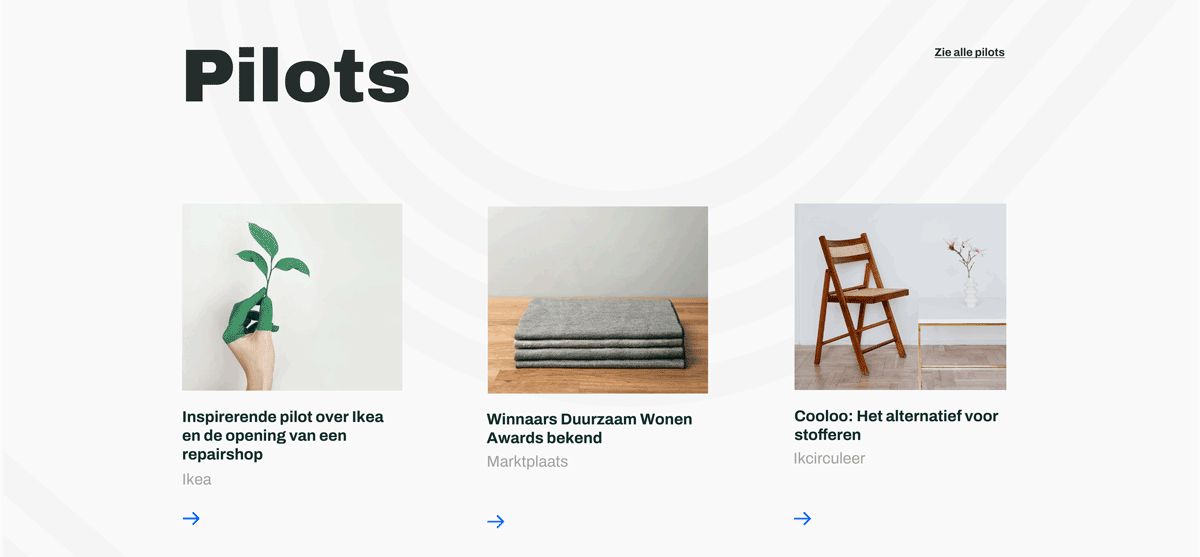 Pilots
Zie alle pilots
Inspirerende pilot over Ikea
en de opening van een
repairshop
Ikea
Winnaars Duurzaam Wonen
Awards bekend
Marktplaats
Cooloo: Het alternatief voor
stofferen
Ikcirculeer